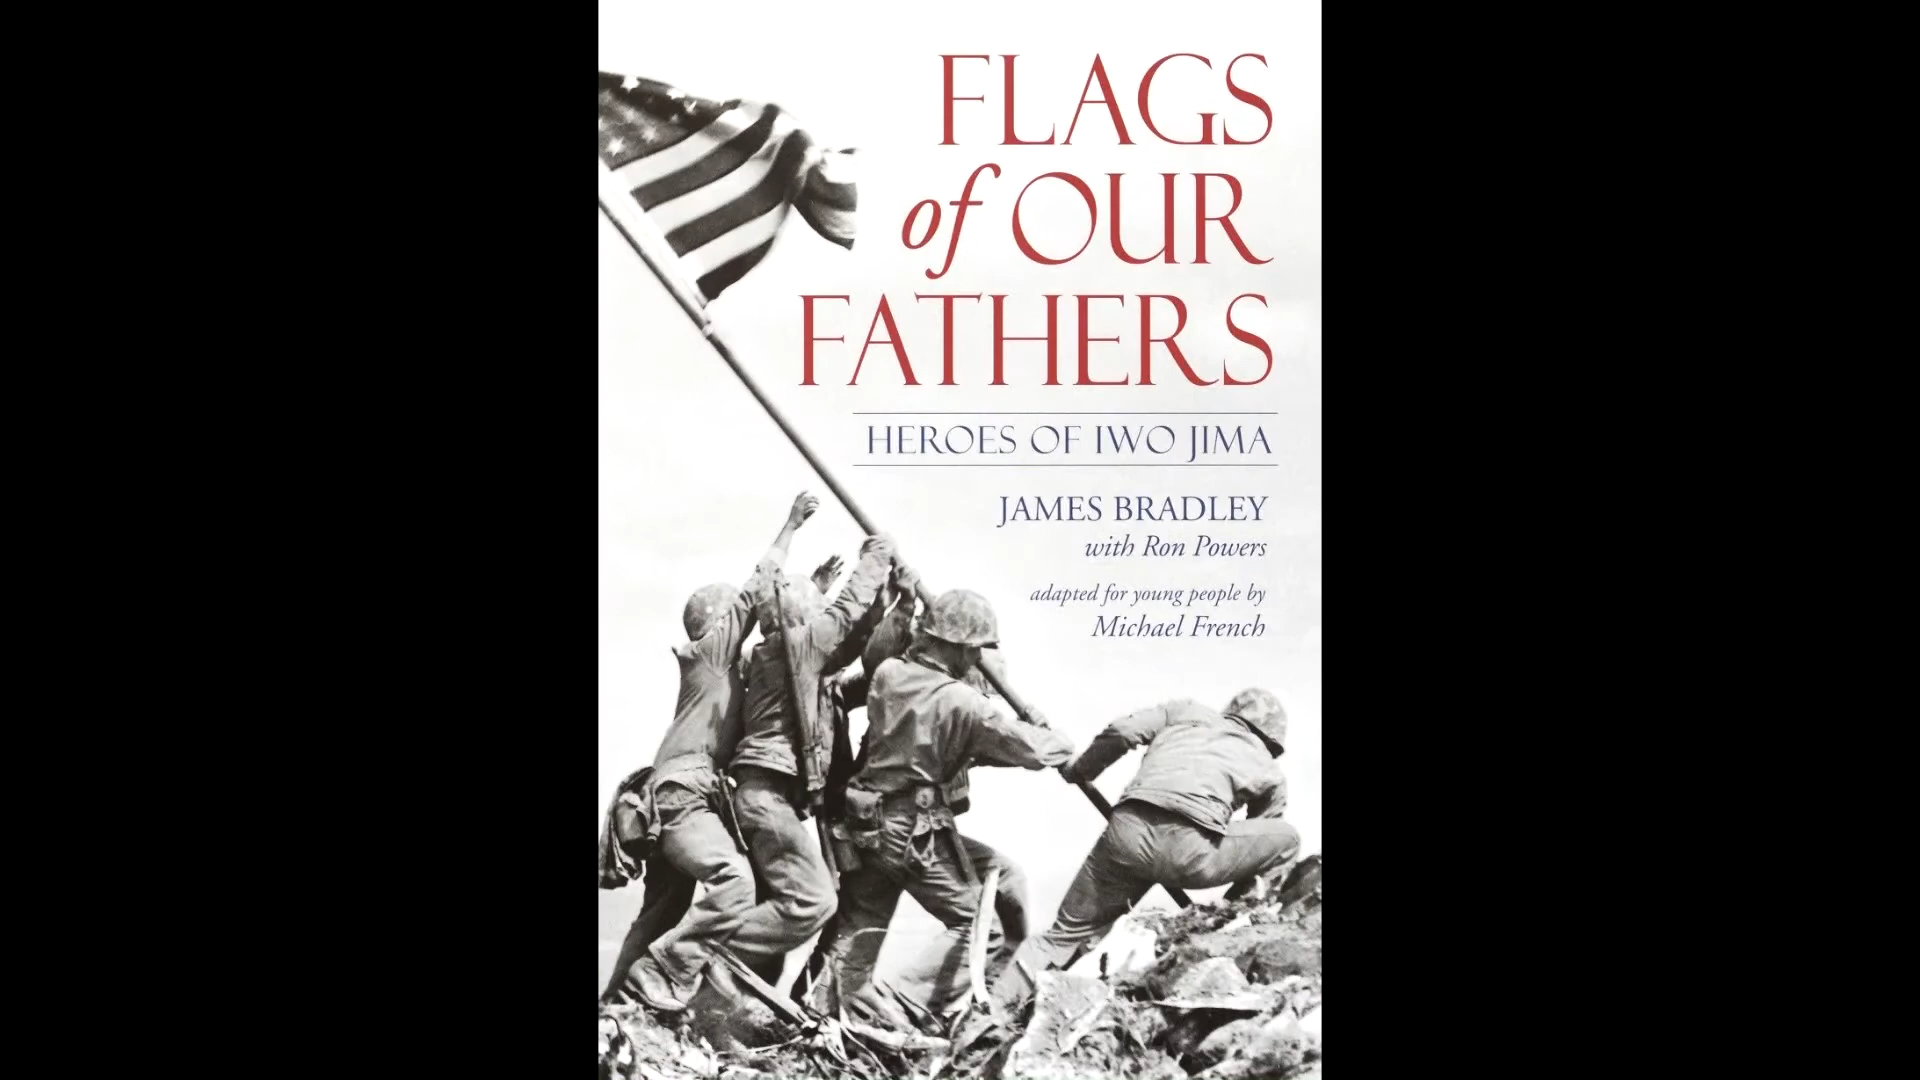 FLAGS
of OUR
FATHERS
HEROES OF IWO JIMA
JAMES BRADLEY
with Ron Powers
adapted for young people by
Michael French